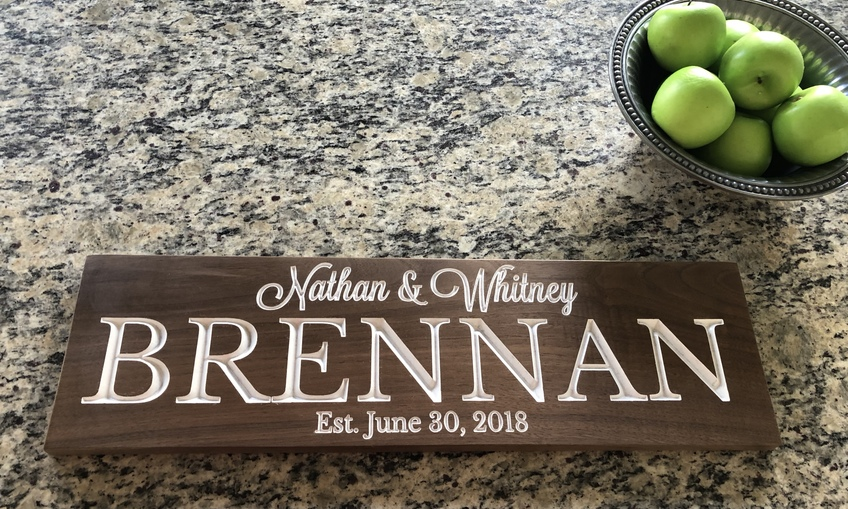 Nathan & Whitney
BRENNAN
Est. June 30, 2018